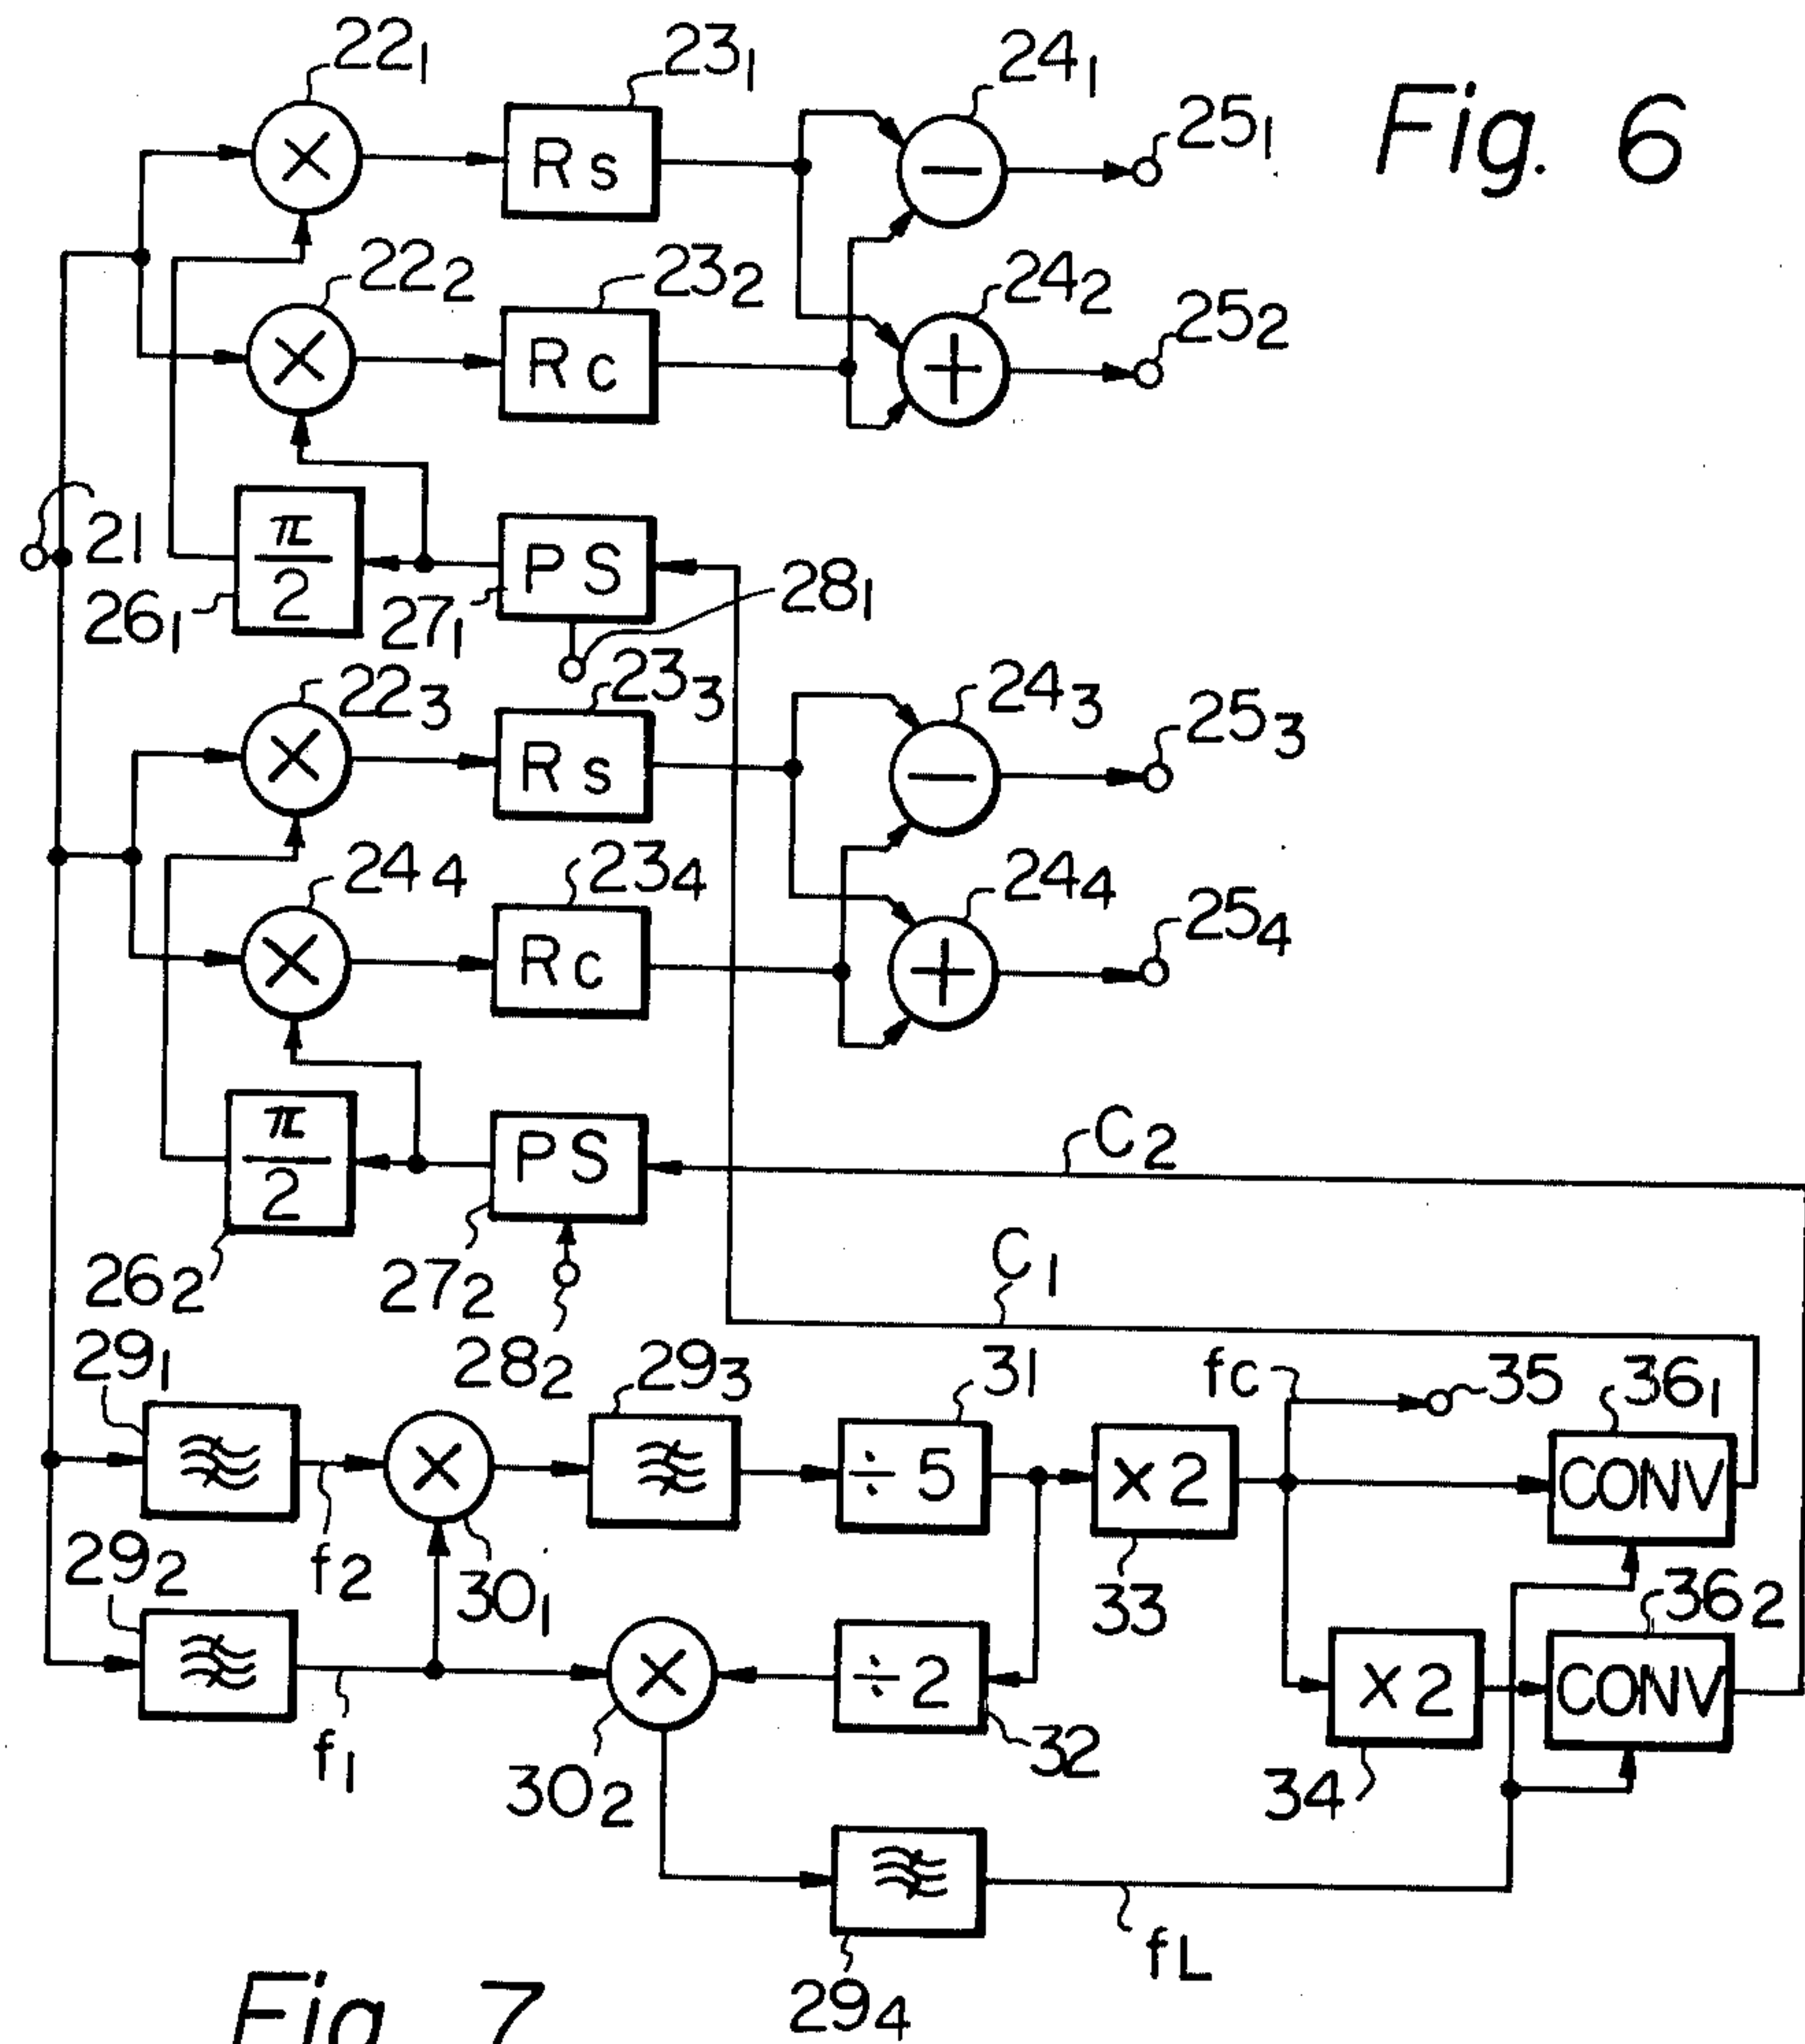 Fig. 6
22₁
23₁
24₁
25₁
×
Rs
−
22₂
23₂
24₂
25₂
×
Rc
+
21
π/2
PS
26₁
27₁
28₁
22₃
23₃
24₃
25₃
×
Rs
−
24₄
23₄
24₄
25₄
×
Rc
+
π/2
PS
C₂
26₂
27₂
28₂
C₁
29₁
29₃
31
fc
35
36₁
×
÷5
×2
CONV
29₂
f₂
30₁
33
36₂
×
÷2
×2
CONV
f₁
30₂
32
34
29₄
fL
Fig. 7